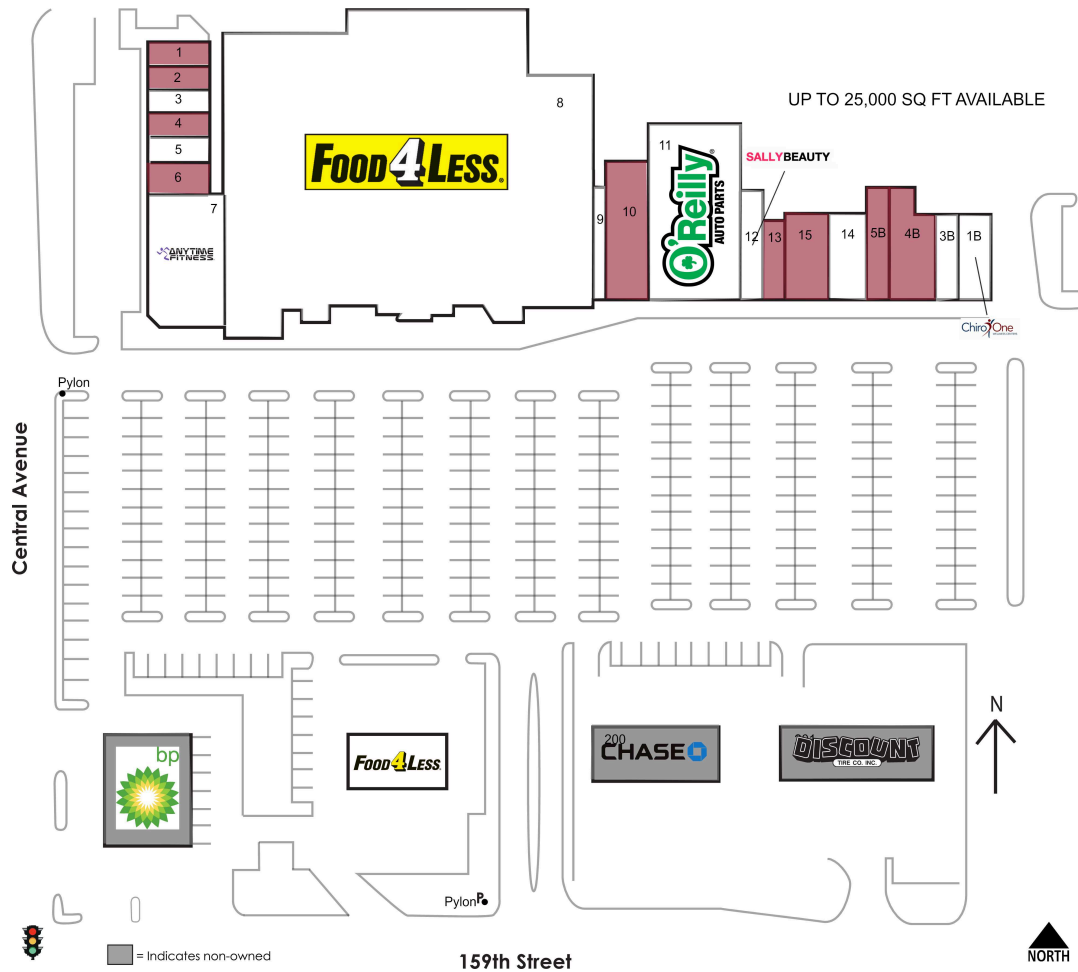 1
2
3
4
5
6
7
8
UP TO 25,000 SQ FT AVAILABLE
FOOD 4 LESS.
ANYTIME
FITNESS
9
10
11
O'Reilly
AUTO PARTS
SALLYBEAUTY
12
13
15
14
5B
4B
3B
1B
Chiro One
Pylon
Central Avenue
bp
FOOD 4 LESS.
200
CHASE
DISCOUNT
TIRE CO. INC.
N
Pylon P
= Indicates non-owned
159th Street
NORTH